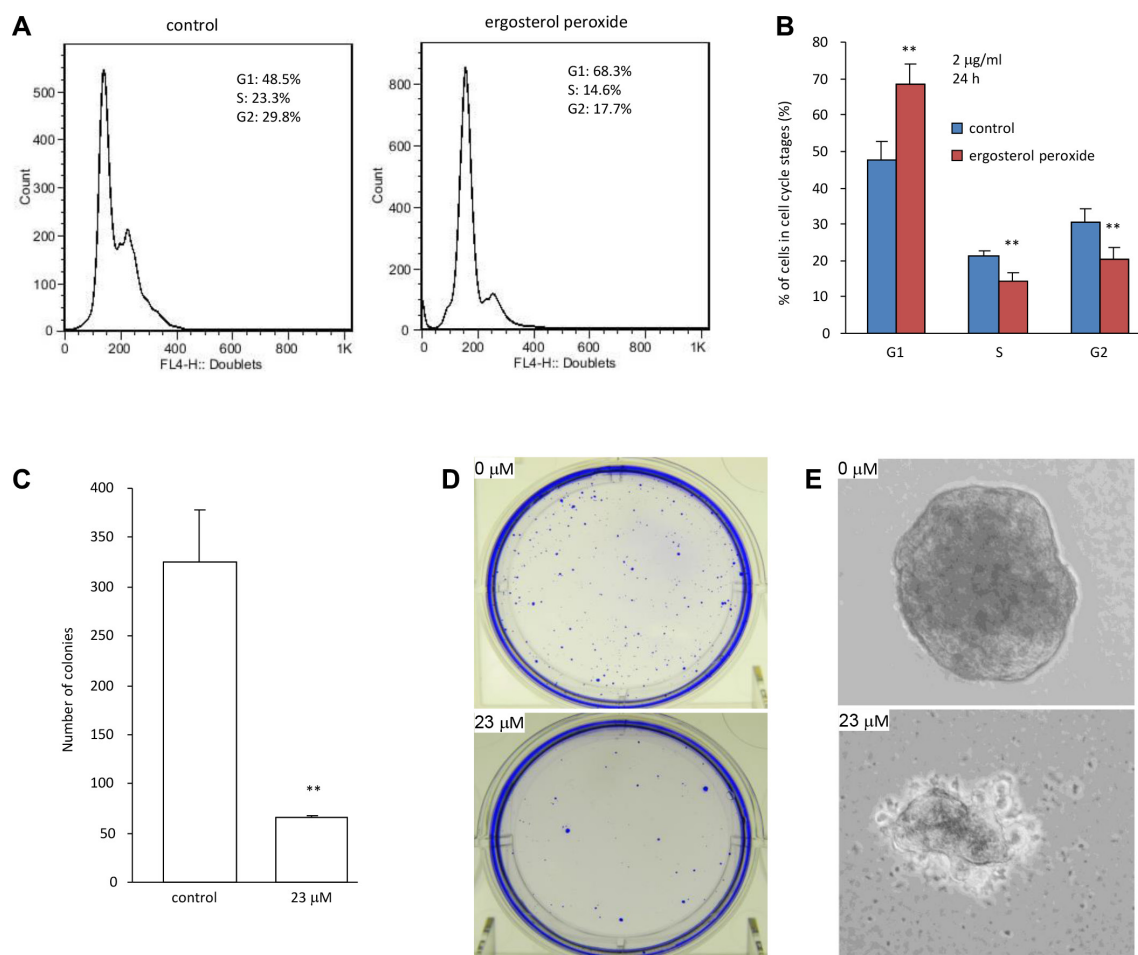 A
control
G1: 48.5%
S: 23.3%
G2: 29.8%
500
400
300
200
100
0
Count
0 200 400 600 800 1K
FL4-H:: Doublets
ergosterol peroxide
G1: 68.3%
S: 14.6%
G2: 17.7%
800
600
400
200
0
Count
0 200 400 600 800 1K
FL4-H:: Doublets
B
80
70
60
50
40
30
20
10
0
% of cells in cell cycle stages (%)
**
**
**
2 µg/ml
24 h
control
ergosterol peroxide
G1 S G2
C
400
350
300
250
300
150
100
50
0
Number of colonies
**
control 23 µM
D
0 µM
23 µM
E
0 µM
23 µM